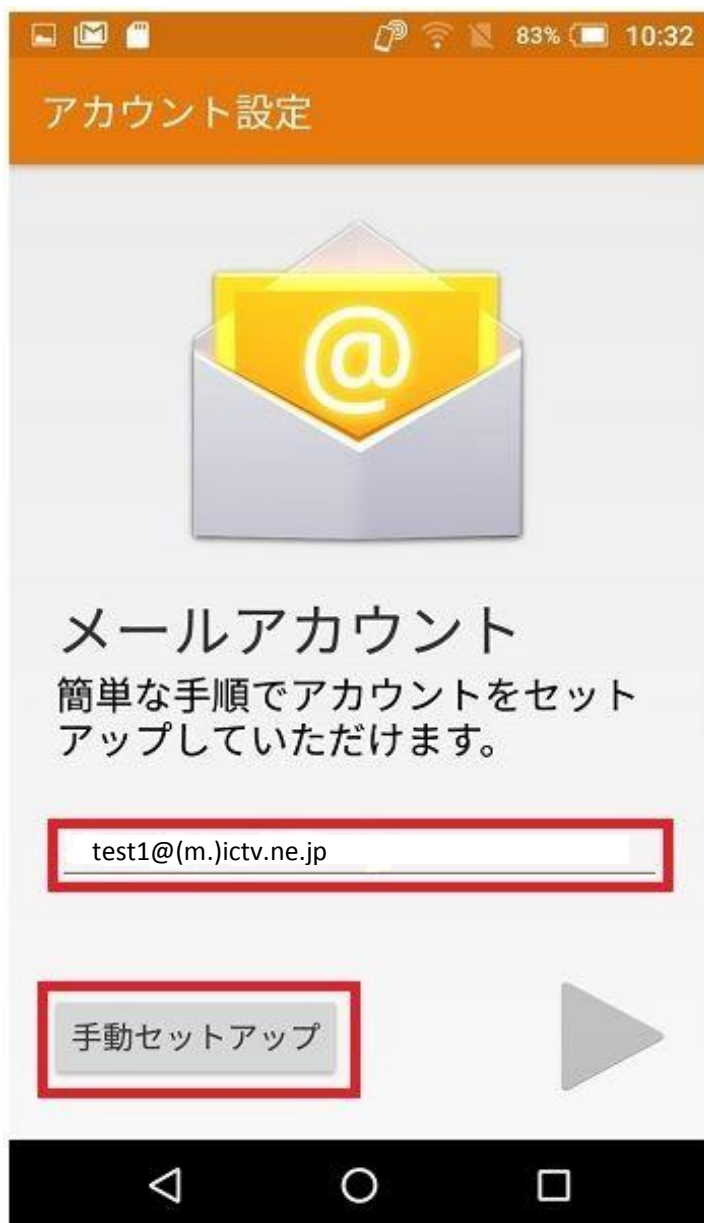 83% 10:32
アカウント設定
@
メールアカウント
簡単な手順でアカウントをセット
アップしていただけます。
test1@(m.)ictv.ne.jp
手動セットアップ